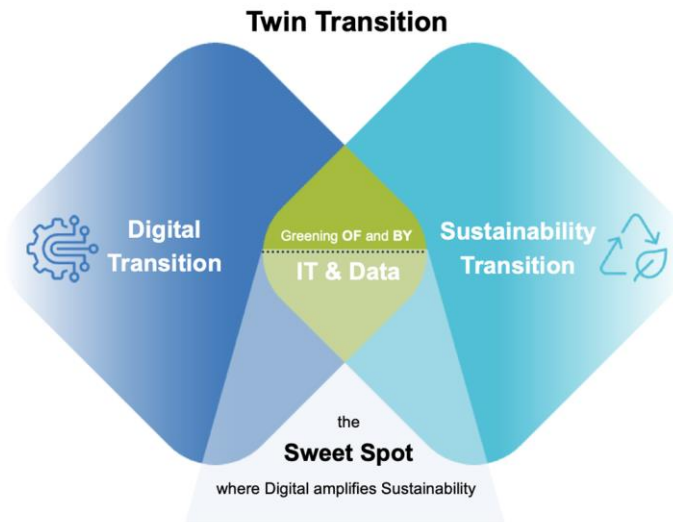 Twin Transition
Digital
Transition
Greening OF and BY
IT & Data
Sustainability
Transition
the
Sweet Spot
where Digital amplifies Sustainability